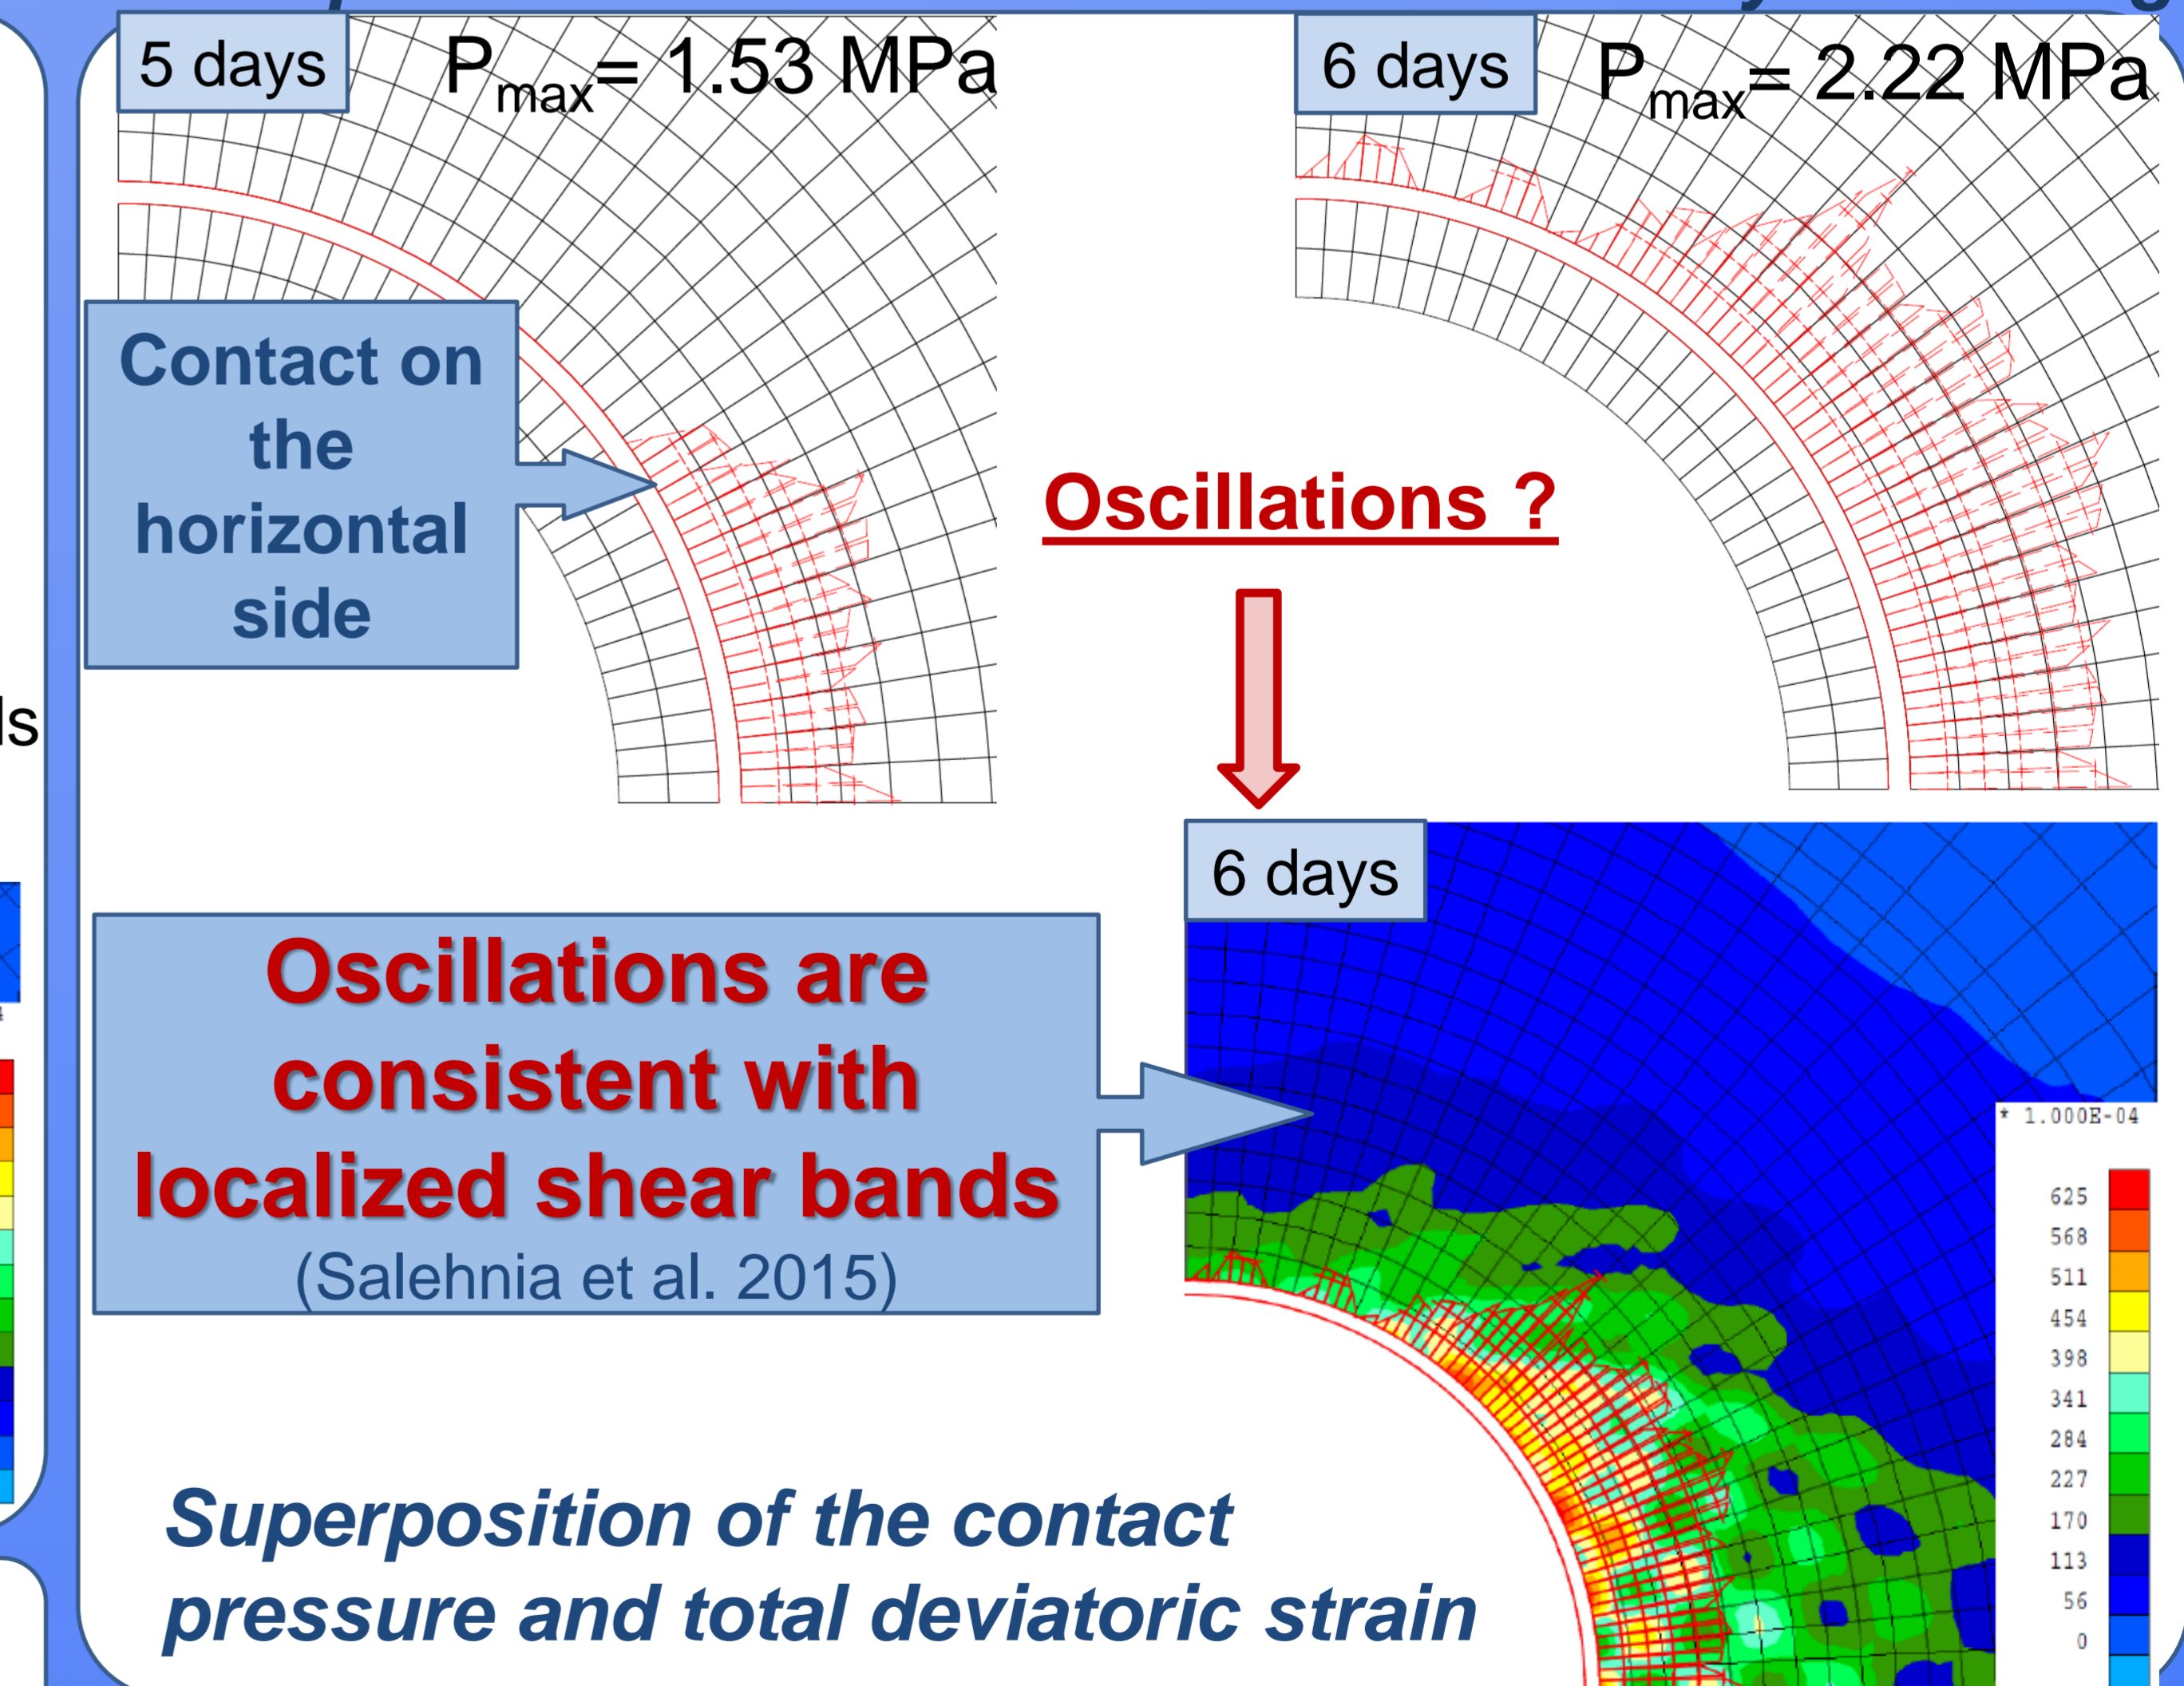 5 days
Pmax= 1.53 MPa
6 days
Pmax= 2.22 MPa
Contact on
the
horizontal
side
Oscillations ?
6 days
Oscillations are
consistent with
localized shear bands
(Salehnia et al. 2015)
* 1.000E-04
625
568
511
454
398
341
284
227
170
113
56
0
Superposition of the contact
pressure and total deviatoric strain